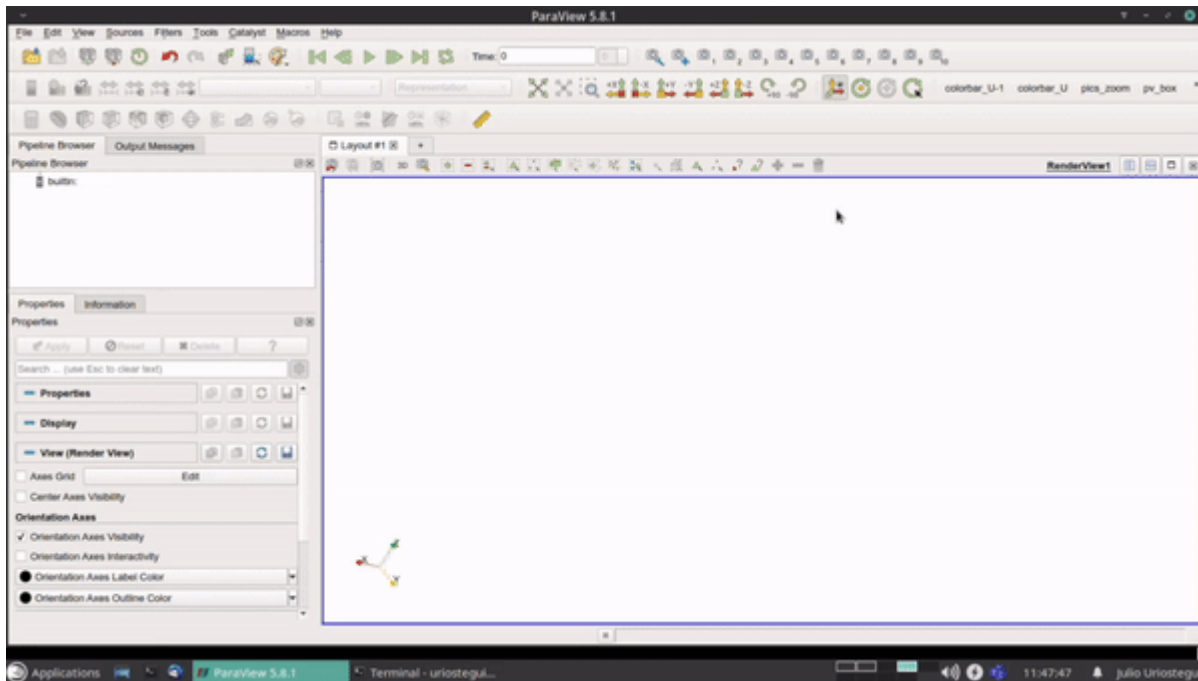 ParaView 5.8.1
File Edit View Sources Filters Tools Catalyst Macros Help
Time: 0
Representation
colorbar_U-1 colorbar_U pics_zoom pv_box
Pipeline Browser Output Messages
Layout #1
Pipeline Browser
3D
RenderView1
builtin:
Properties Information
Properties
Apply Reset Delete ?
Search ... (use Esc to clear text)
Properties
Display
View (Render View)
Axes Grid Edit
Center Axes Visibility
Orientation Axes
Orientation Axes Visibility
Orientation Axes Interactivity
Orientation Axes Label Color
Orientation Axes Outline Color
Applications ParaView 5.8.1 Terminal - uriostegui... 11:47:47 Julio Uriostegu